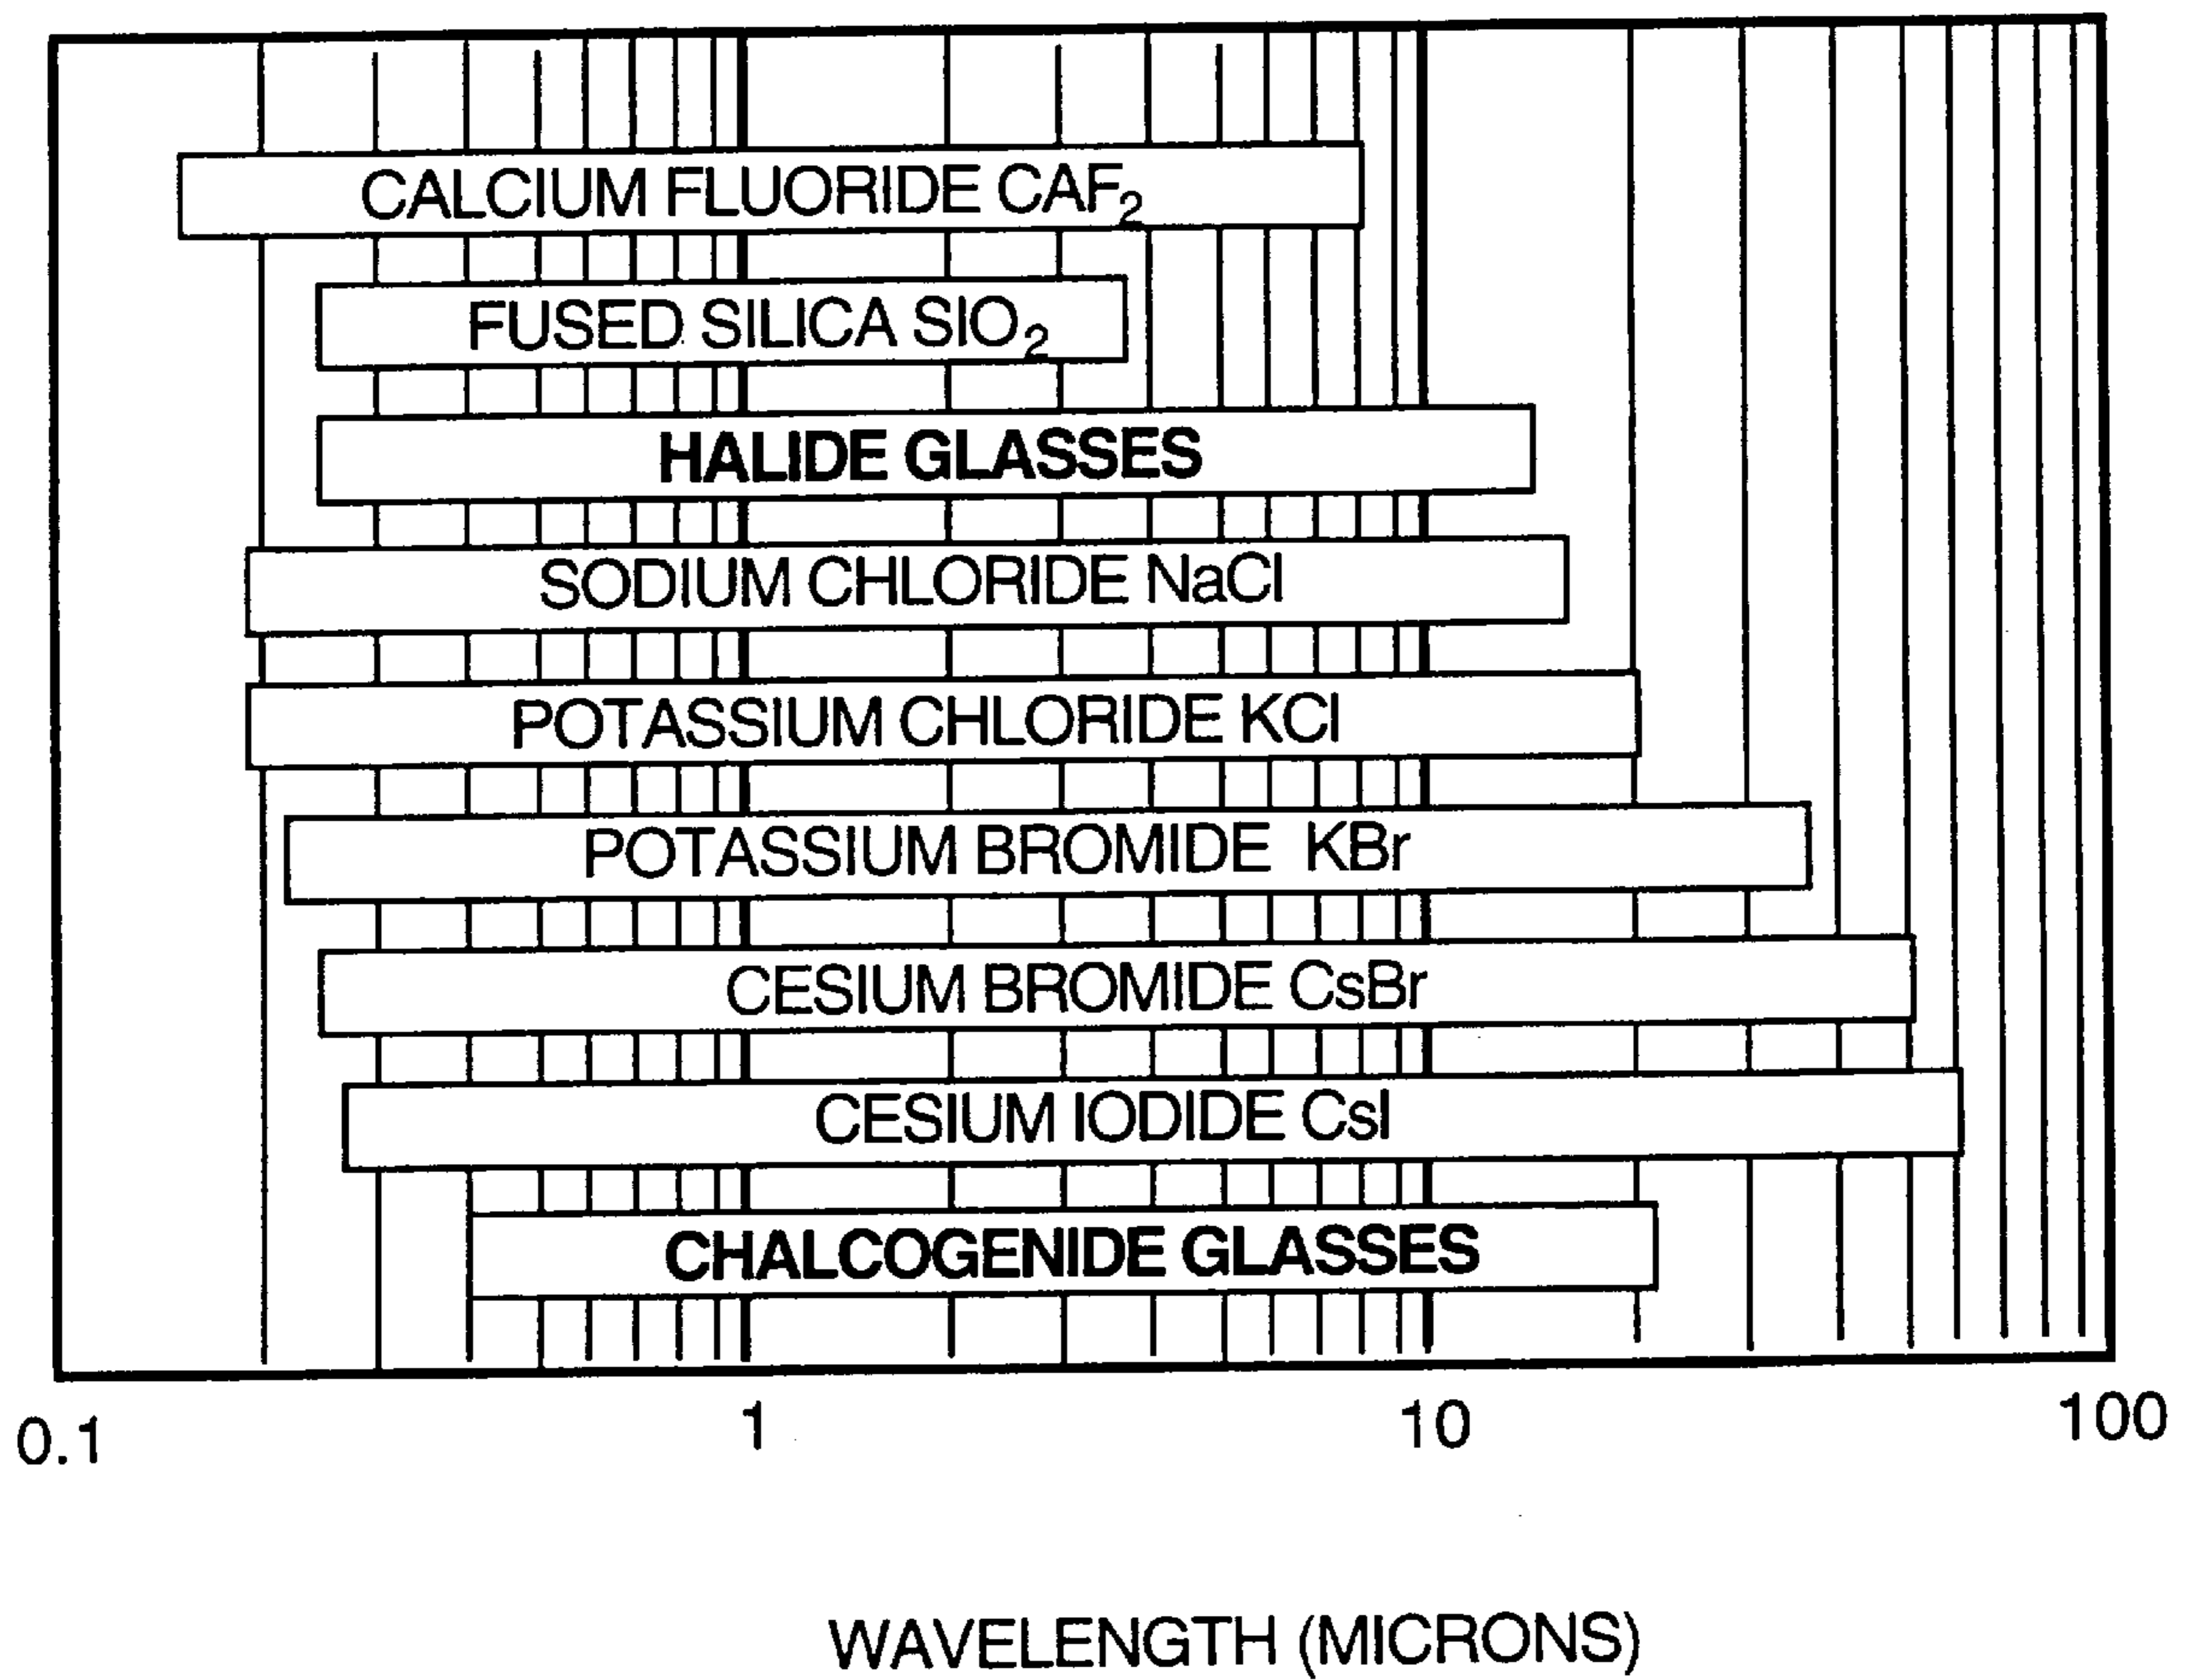 CALCIUM FLUORIDE CAF₂
FUSED SILICA SIO₂
HALIDE GLASSES
SODIUM CHLORIDE NaCl
POTASSIUM CHLORIDE KCl
POTASSIUM BROMIDE KBr
CESIUM BROMIDE CsBr
CESIUM IODIDE CsI
CHALCOGENIDE GLASSES
0.1 1 10 100
WAVELENGTH (MICRONS)